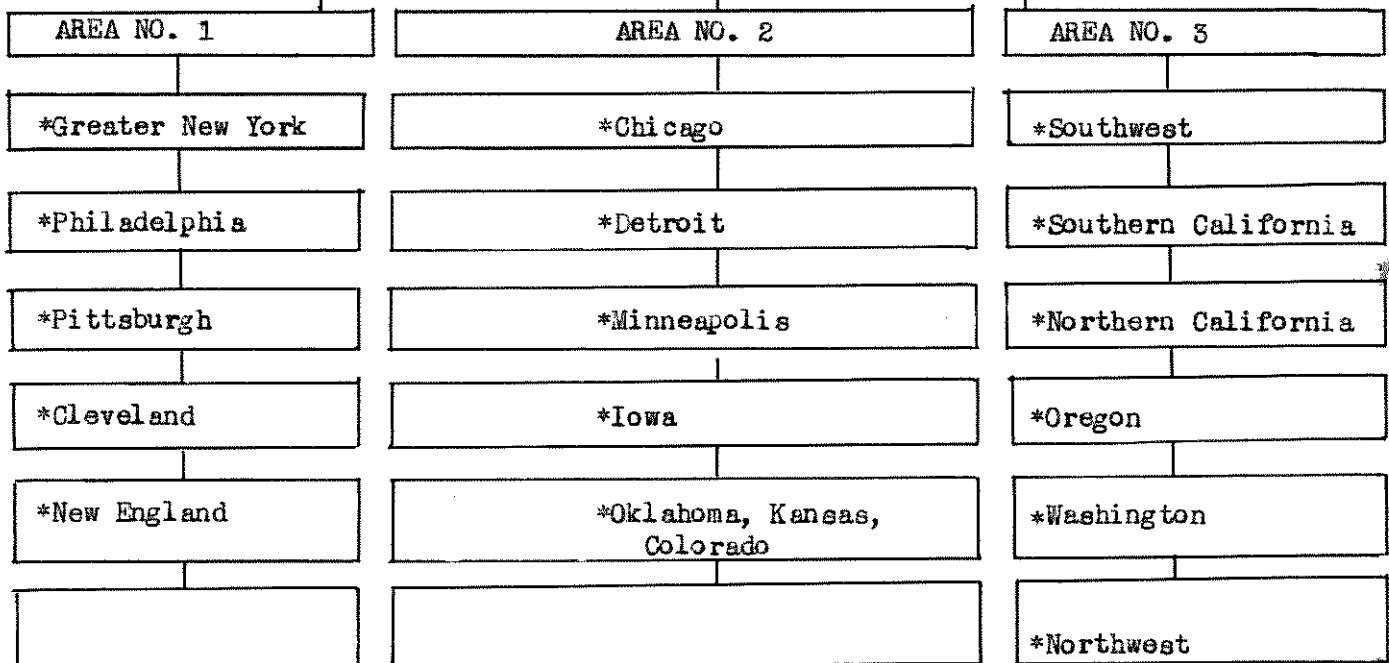 AREA NO. 1
*Greater New York
*Philadelphia
*Pittsburgh
*Cleveland
*New England
AREA NO. 2
*Chicago
*Detroit
*Minneapolis
*Iowa
*Oklahoma, Kansas,
Colorado
AREA NO. 3
*Southwest
*Southern California
*Northern California
*Oregon
*Washington
*Northwest